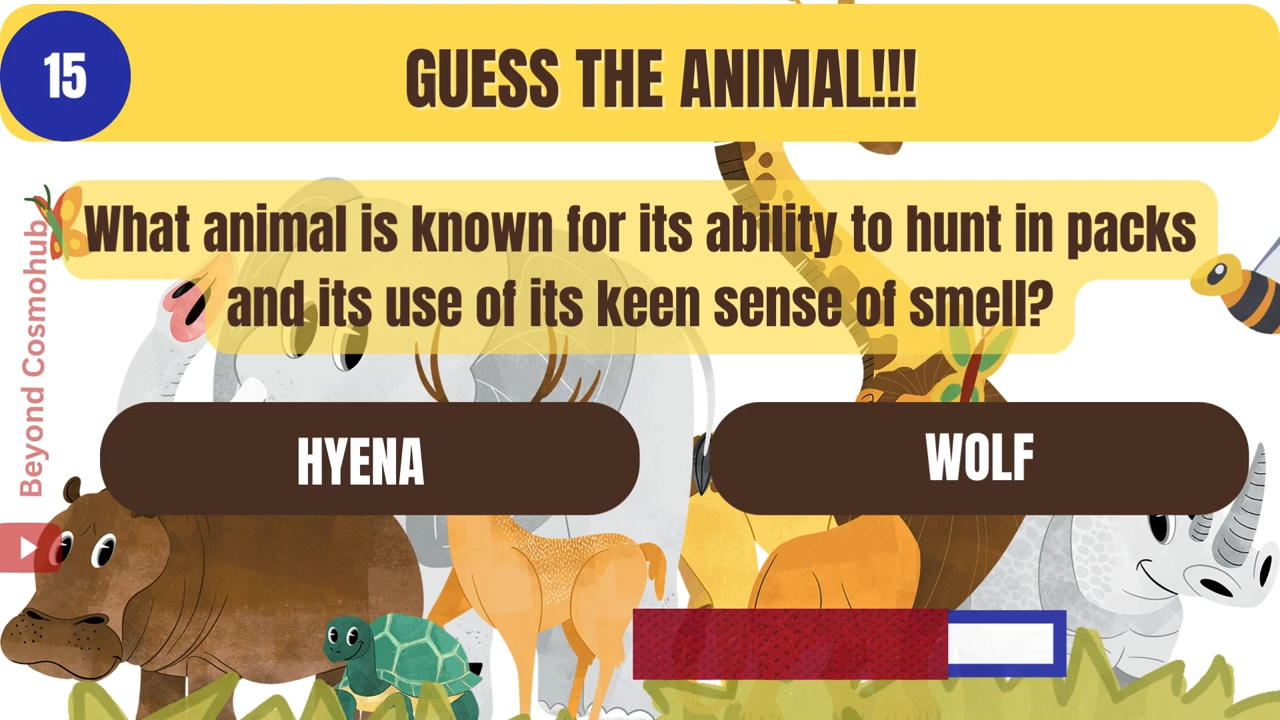 15
GUESS THE ANIMAL!!!
What animal is known for its ability to hunt in packs
and its use of its keen sense of smell?
HYENA
WOLF
Beyond Cosmohub